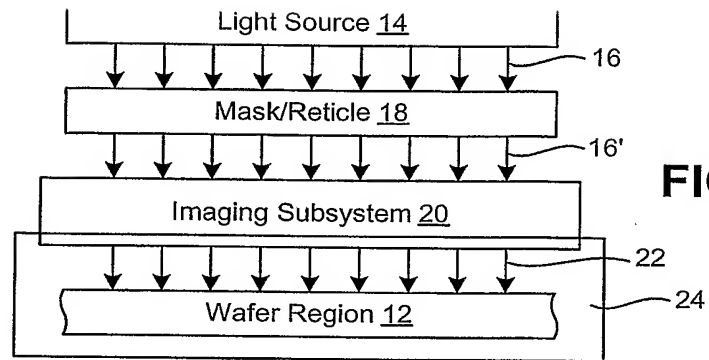 Light Source 14
16
Mask/Reticle 18
16'
Imaging Subsystem 20
22
24
Wafer Region 12